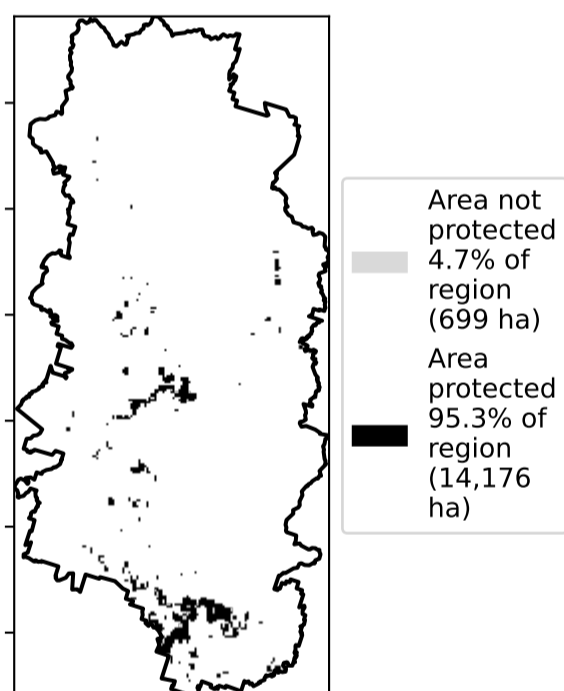 Area not
protected
4.7% of
region
(699 ha)
Area
protected
95.3% of
region
(14,176
ha)